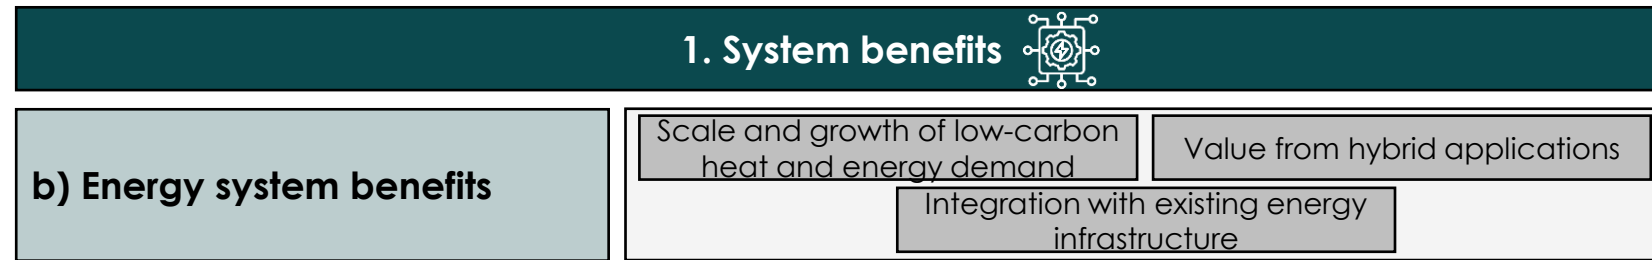 1. System benefits
b) Energy system benefits
Scale and growth of low-carbon
heat and energy demand
Value from hybrid applications
Integration with existing energy
infrastructure